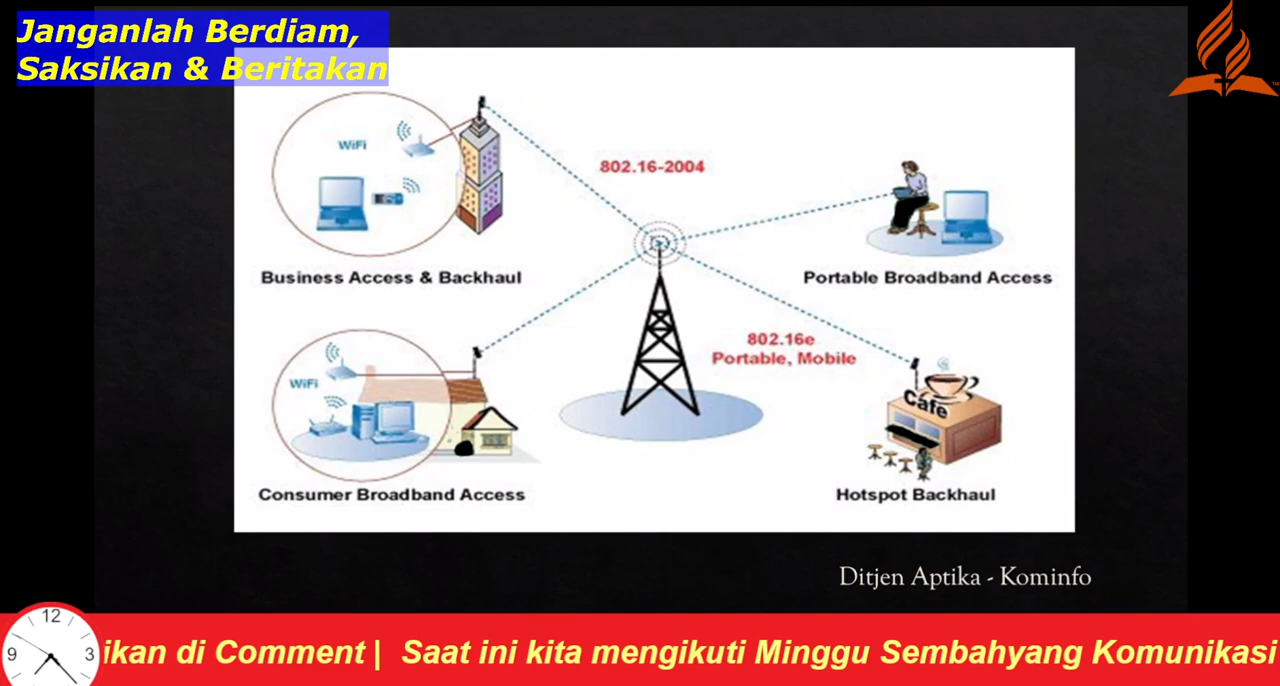 Janganlah Berdiam,
Saksikan & Beritakan
WiFi
802.16-2004
Business Access & Backhaul
Portable Broadband Access
802.16e
Portable, Mobile
WiFi
Cafe
Consumer Broadband Access
Hotspot Backhaul
Ditjen Aptika - Kominfo
12
9
3
ikan di Comment | Saat ini kita mengikuti Minggu Sembahyang Komunikasi